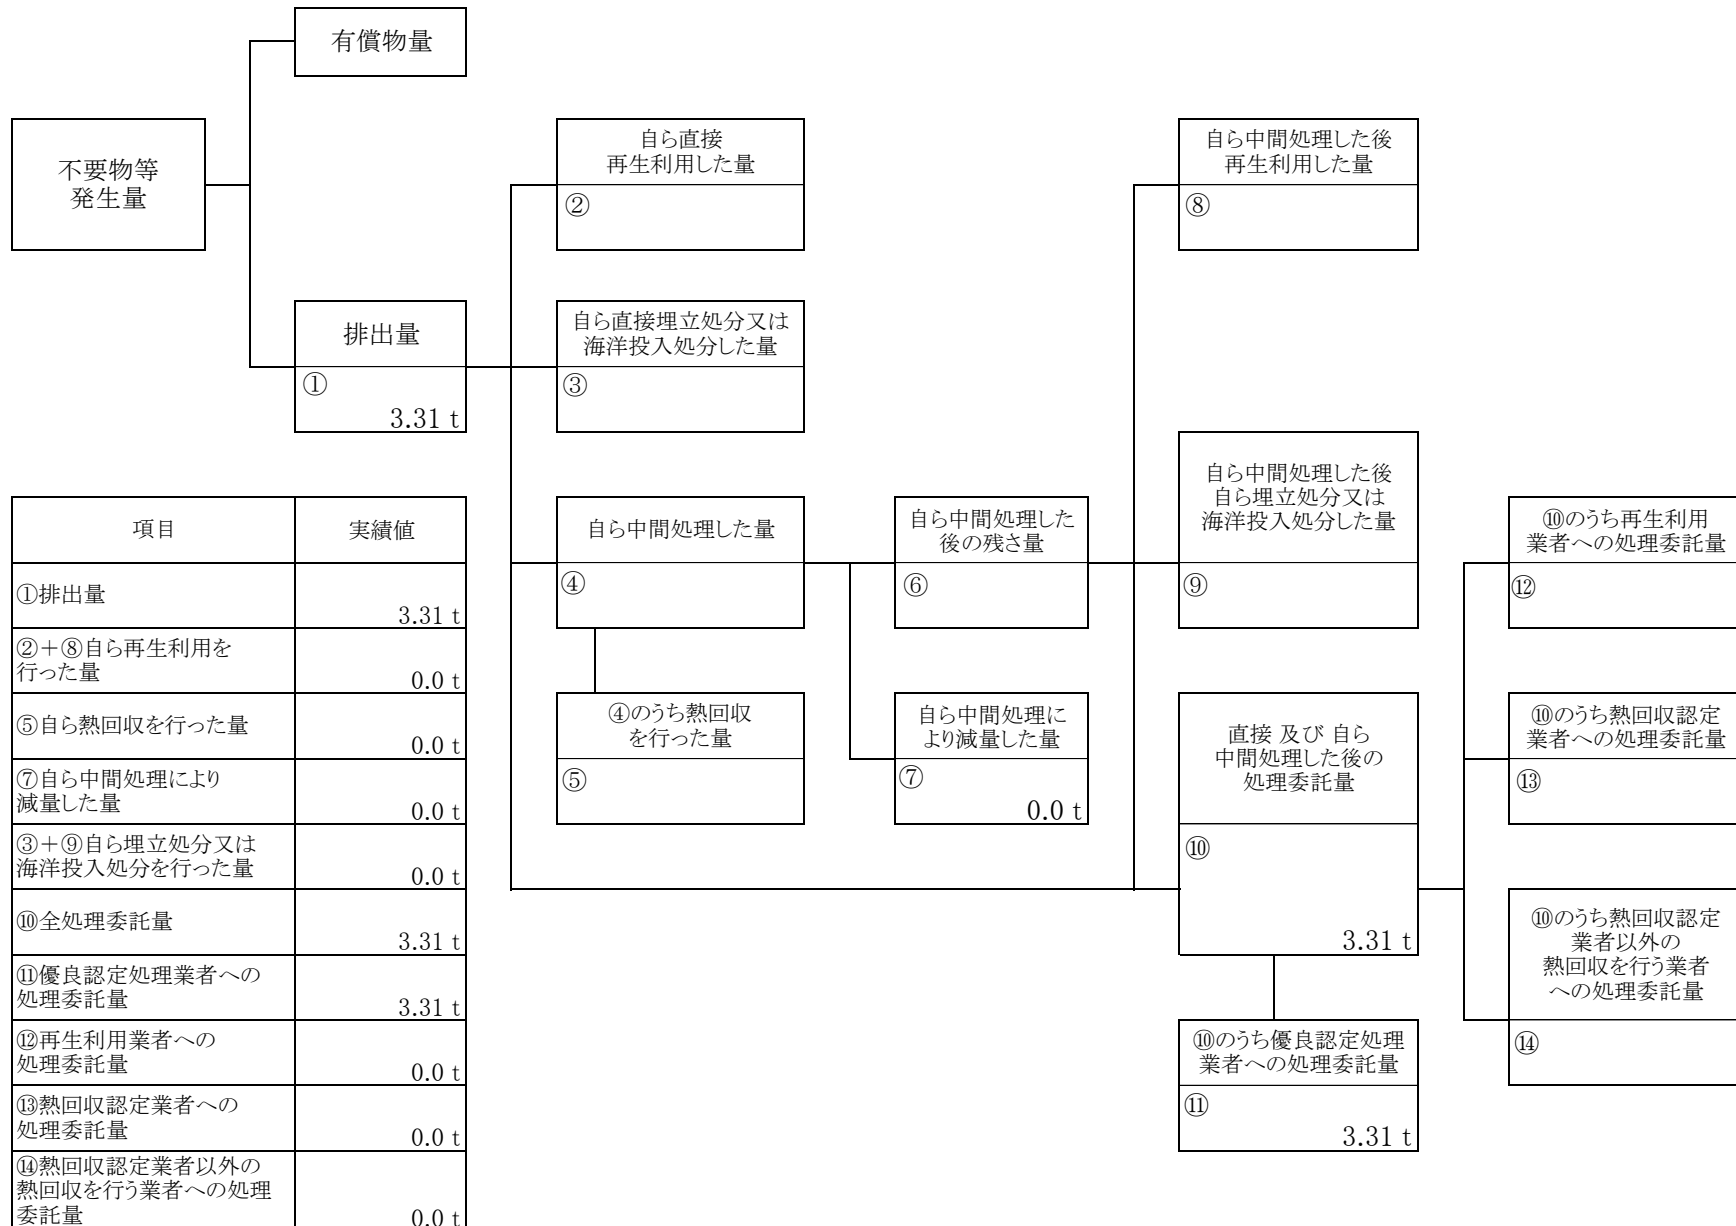 有償物量
不要物等
発生量
自ら直接
再生利用した量
②
自ら中間処理した後
再生利用した量
⑧
排出量
①
3.31 t
自ら直接埋立処分又は
海洋投入処分した量
③
自ら中間処理した量
④
自ら中間処理した
後の残さ量
⑥
自ら中間処理した後
自ら埋立処分又は
海洋投入処分した量
⑨
⑩のうち再生利用
業者への処理委託量
⑫
④のうち熱回収
を行った量
⑤
自ら中間処理に
より減量した量
⑦
0.0 t
直接 及び 自ら
中間処理した後の
処理委託量
⑩
3.31 t
⑩のうち熱回収認定
業者への処理委託量
⑬
⑩のうち熱回収認定
業者以外の
熱回収を行う業者
への処理委託量
⑭
⑩のうち優良認定処理
業者への処理委託量
⑪
3.31 t
項目 実績値
①排出量
3.31 t
②+⑧自ら再生利用を
行った量
0.0 t
⑤自ら熱回収を行った量
0.0 t
⑦自ら中間処理により
減量した量
0.0 t
③+⑨自ら埋立処分又は
海洋投入処分を行った量
0.0 t
⑩全処理委託量
3.31 t
⑪優良認定処理業者への
処理委託量
3.31 t
⑫再生利用業者への
処理委託量
0.0 t
⑬熱回収認定業者への
処理委託量
0.0 t
⑭熱回収認定業者以外の
熱回収を行う業者への処理
委託量
0.0 t